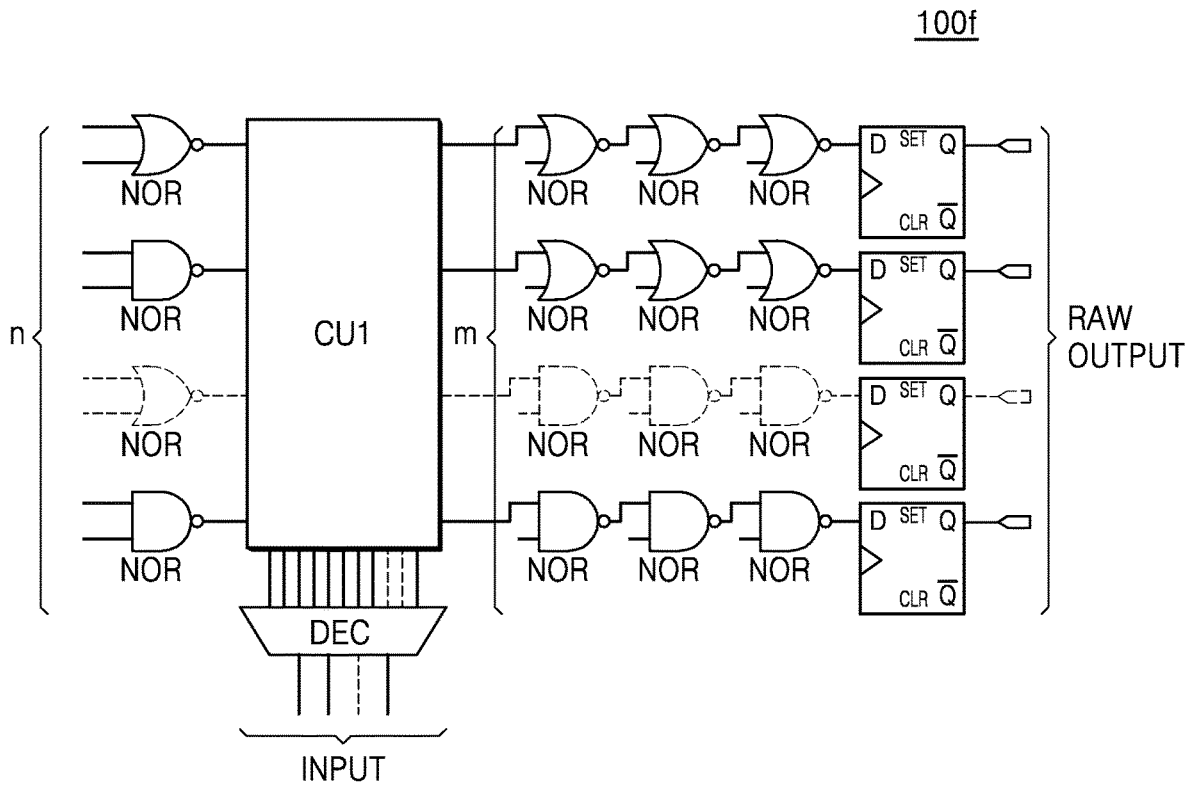 100f
NOR NOR NOR NOR D SET Q
CLR Q̅
NOR NOR NOR NOR D SET Q
CLR Q̅
n CU1 m RAW
OUTPUT
NOR NOR NOR NOR D SET Q
CLR Q̅
NOR NOR NOR NOR D SET Q
CLR Q̅
DEC
INPUT